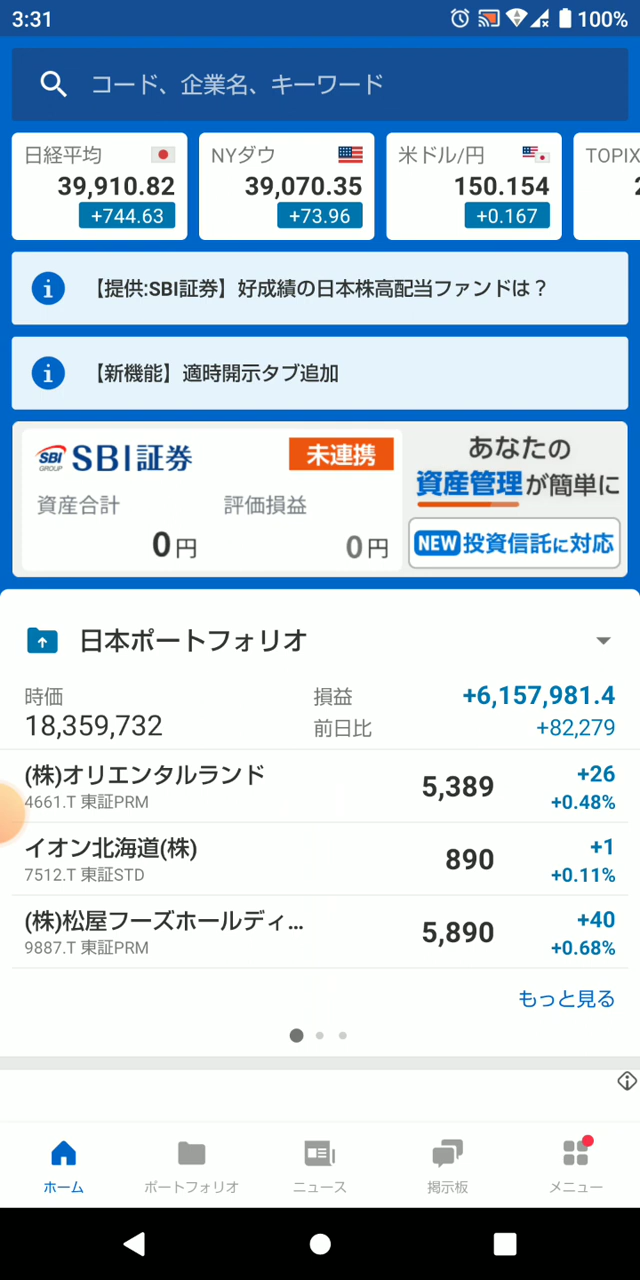 3:31
100%
コード、企業名、キーワード
日経平均
39,910.82
+744.63
NYダウ
39,070.35
+73.96
米ドル/円
150.154
+0.167
TOPIX
【提供:SBI証券】好成績の日本株高配当ファンドは？
【新機能】適時開示タブ追加
SBI GROUP SBI証券
未連携
資産合計
評価損益
0円
0円
あなたの
資産管理が簡単に
NEW 投資信託に対応
日本ポートフォリオ
時価
18,359,732
損益
+6,157,981.4
前日比
+82,279
(株)オリエンタルランド
4661.T 東証PRM
5,389
+26
+0.48%
イオン北海道(株)
7512.T 東証STD
890
+1
+0.11%
(株)松屋フーズホールディ...
9887.T 東証PRM
5,890
+40
+0.68%
もっと見る
ホーム
ポートフォリオ
ニュース
掲示板
メニュー